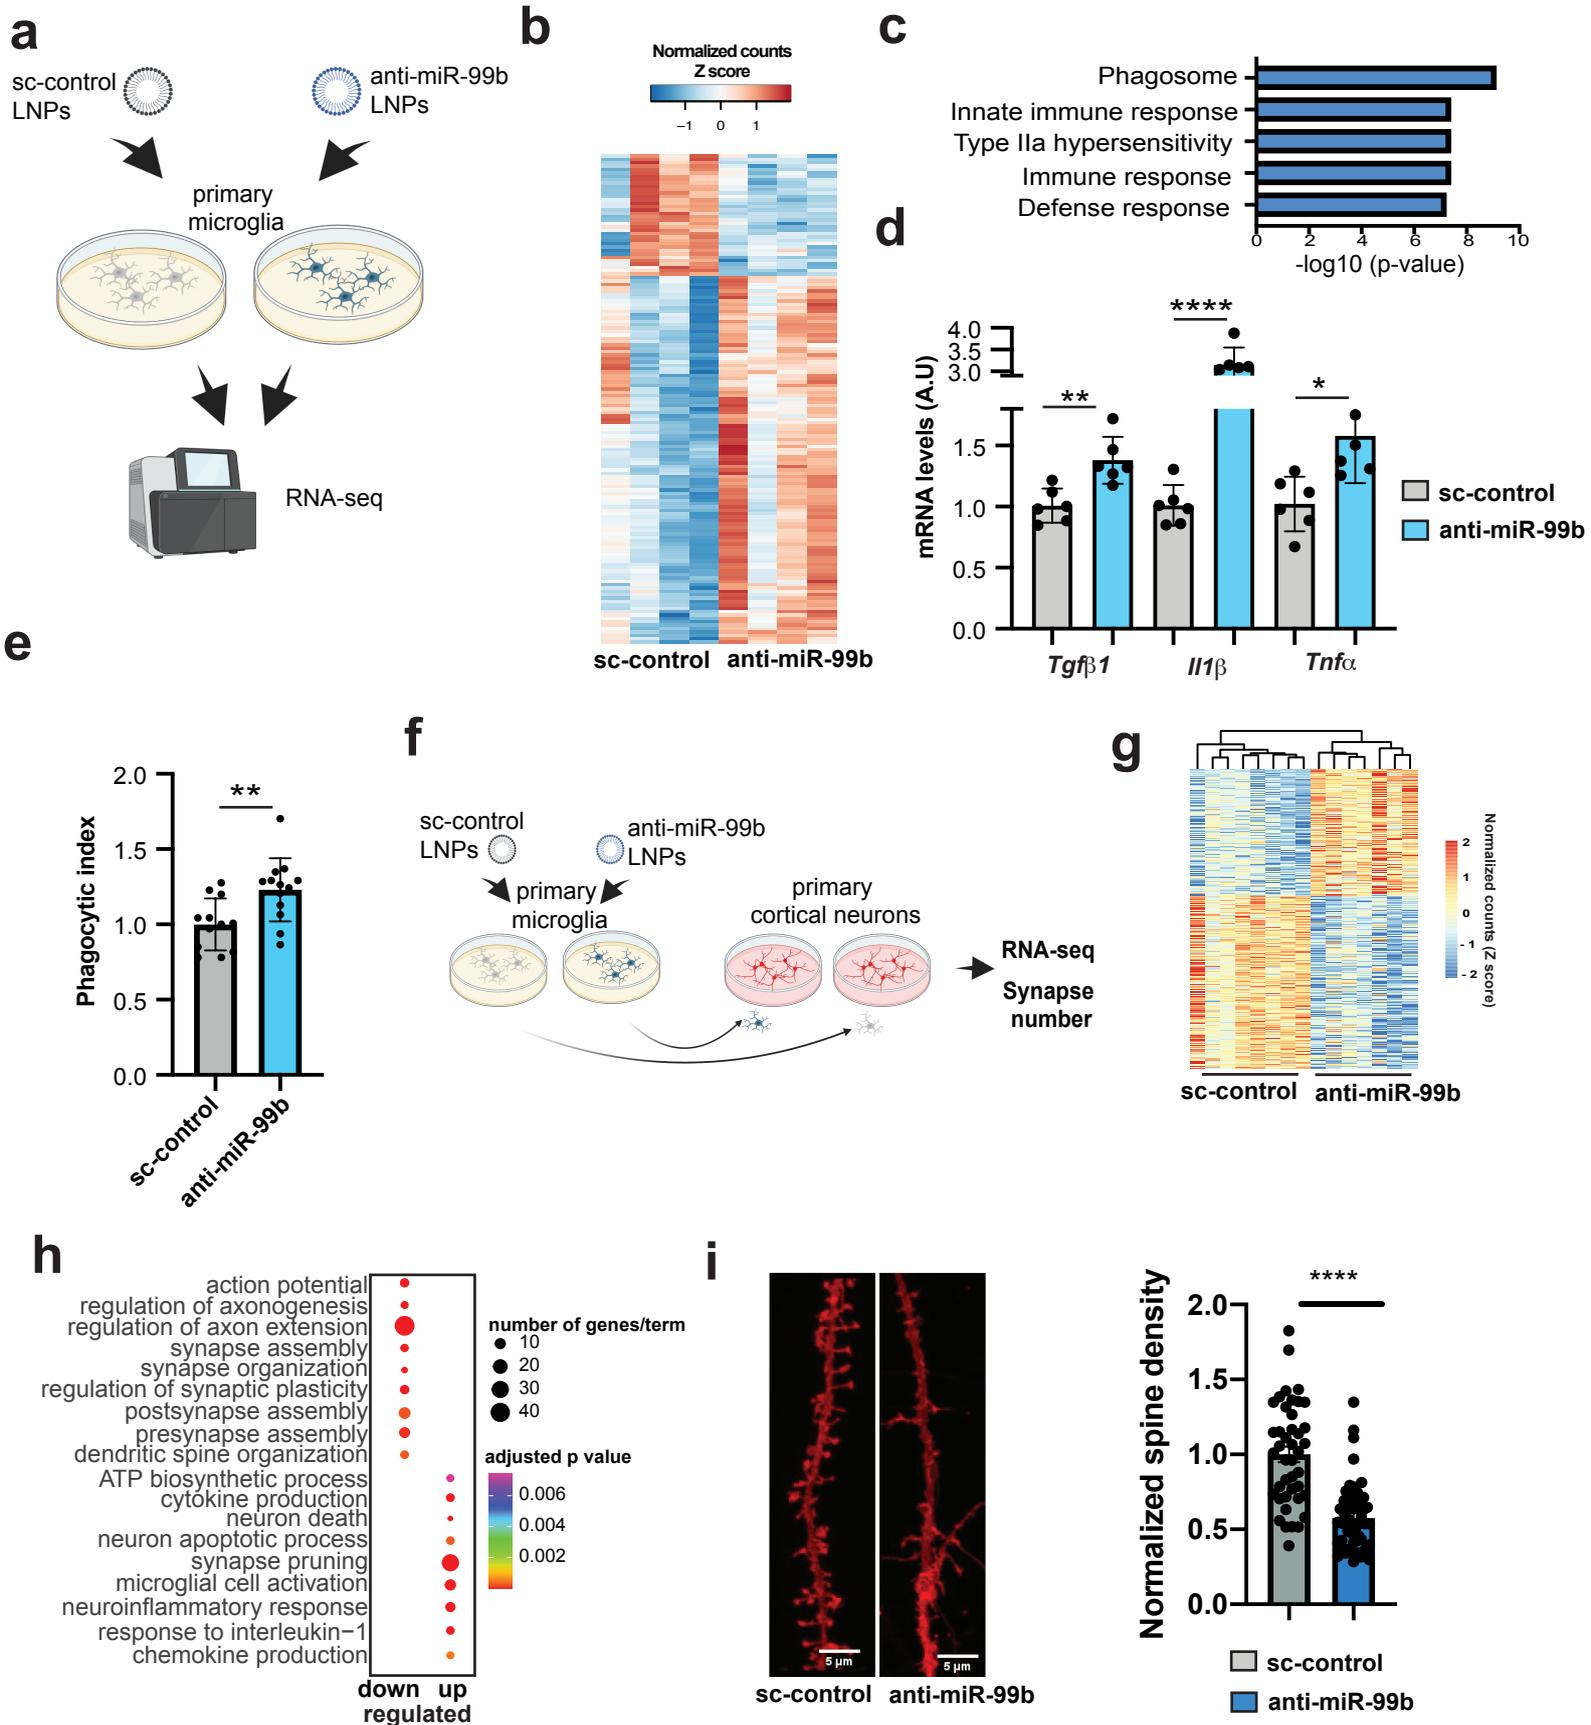 a
sc-control
LNPs
anti-miR-99b
LNPs
primary
microglia
RNA-seq
b
Normalized counts
Z score
−1 0 1
sc-control anti-miR-99b
c
Phagosome
Innate immune response
Type IIa hypersensitivity
Immune response
Defense response
0 2 4 6 8 10
-log10 (p-value)
d
mRNA levels (A.U)
4.0
3.5
3.0
1.5
1.0
0.5
0.0
**
****
*
Tgfβ1 Il1β Tnfα
sc-control
anti-miR-99b
e
Phagocytic index
2.0
1.5
1.0
0.5
0.0
**
sc-control
anti-miR-99b
f
sc-control
LNPs
anti-miR-99b
LNPs
primary
microglia
primary
cortical neurons
RNA-seq
Synapse
number
g
2
1
0
- 1
- 2
Normalized counts (Z score)
sc-control anti-miR-99b
h
action potential
regulation of axonogenesis
regulation of axon extension
synapse assembly
synapse organization
regulation of synaptic plasticity
postsynapse assembly
presynapse assembly
dendritic spine organization
ATP biosynthetic process
cytokine production
neuron death
neuron apoptotic process
synapse pruning
microglial cell activation
neuroinflammatory response
response to interleukin−1
chemokine production
down up
regulated
number of genes/term
10
20
30
40
adjusted p value
0.006
0.004
0.002
i
5 µm
5 µm
sc-control anti-miR-99b
Normalized spine density
2.0
1.5
1.0
0.5
0.0
****
sc-control
anti-miR-99b